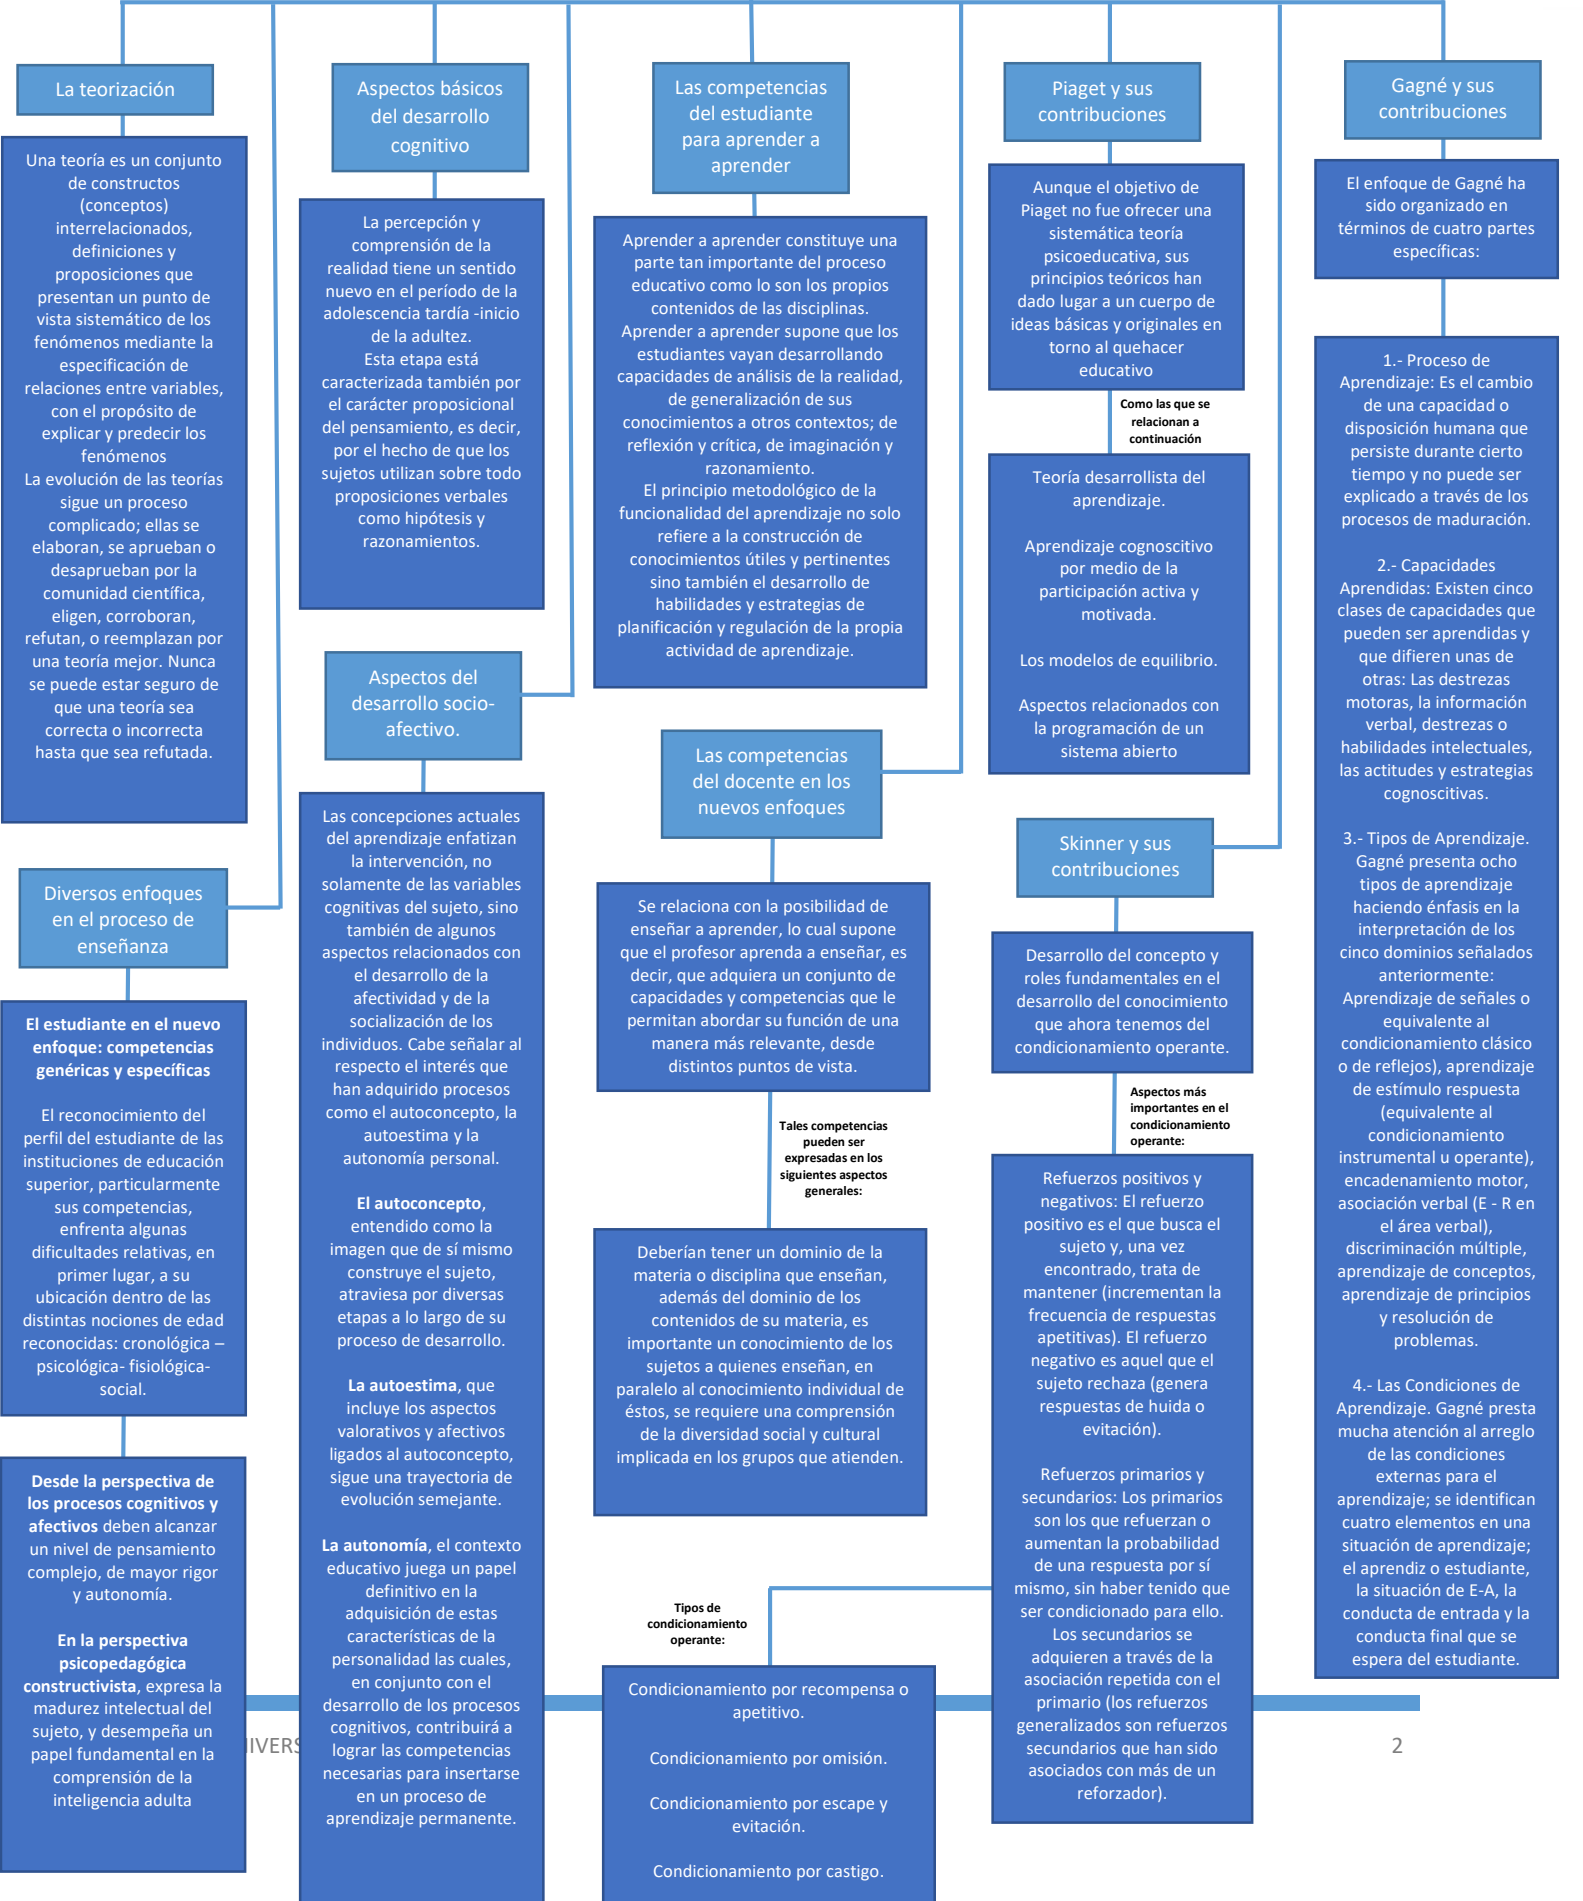 La teorización
Una teoría es un conjunto
de constructos
(conceptos)
interrelacionados,
definiciones y
proposiciones que
presentan un punto de
vista sistemático de los
fenómenos mediante la
especificación de
relaciones entre variables,
con el propósito de
explicar y predecir los
fenómenos
La evolución de las teorías
sigue un proceso
complicado; ellas se
elaboran, se aprueban o
desaprueban por la
comunidad científica,
eligen, corroboran,
refutan, o reemplazan por
una teoría mejor. Nunca
se puede estar seguro de
que una teoría sea
correcta o incorrecta
hasta que sea refutada.
Diversos enfoques
en el proceso de
enseñanza
El estudiante en el nuevo
enfoque: competencias
genéricas y específicas
El reconocimiento del
perfil del estudiante de las
instituciones de educación
superior, particularmente
sus competencias,
enfrenta algunas
dificultades relativas, en
primer lugar, a su
ubicación dentro de las
distintas nociones de edad
reconocidas: cronológica –
psicológica- fisiológica-
social.
Desde la perspectiva de
los procesos cognitivos y
afectivos deben alcanzar
un nivel de pensamiento
complejo, de mayor rigor
y autonomía.
En la perspectiva
psicopedagógica
constructivista, expresa la
madurez intelectual del
sujeto, y desempeña un
papel fundamental en la
comprensión de la
inteligencia adulta
Aspectos básicos
del desarrollo
cognitivo
La percepción y
comprensión de la
realidad tiene un sentido
nuevo en el período de la
adolescencia tardía -inicio
de la adultez.
Esta etapa está
caracterizada también por
el carácter proposicional
del pensamiento, es decir,
por el hecho de que los
sujetos utilizan sobre todo
proposiciones verbales
como hipótesis y
razonamientos.
Aspectos del
desarrollo socio-
afectivo.
Las concepciones actuales
del aprendizaje enfatizan
la intervención, no
solamente de las variables
cognitivas del sujeto, sino
también de algunos
aspectos relacionados con
el desarrollo de la
afectividad y de la
socialización de los
individuos. Cabe señalar al
respecto el interés que
han adquirido procesos
como el autoconcepto, la
autoestima y la
autonomía personal.
El autoconcepto,
entendido como la
imagen que de sí mismo
construye el sujeto,
atraviesa por diversas
etapas a lo largo de su
proceso de desarrollo.
La autoestima, que
incluye los aspectos
valorativos y afectivos
ligados al autoconcepto,
sigue una trayectoria de
evolución semejante.
La autonomía, el contexto
educativo juega un papel
definitivo en la
adquisición de estas
características de la
personalidad las cuales,
en conjunto con el
desarrollo de los procesos
cognitivos, contribuirá a
lograr las competencias
necesarias para insertarse
en un proceso de
aprendizaje permanente.
Las competencias
del estudiante
para aprender a
aprender
Aprender a aprender constituye una
parte tan importante del proceso
educativo como lo son los propios
contenidos de las disciplinas.
Aprender a aprender supone que los
estudiantes vayan desarrollando
capacidades de análisis de la realidad,
de generalización de sus
conocimientos a otros contextos; de
reflexión y crítica, de imaginación y
razonamiento.
El principio metodológico de la
funcionalidad del aprendizaje no solo
refiere a la construcción de
conocimientos útiles y pertinentes
sino también el desarrollo de
habilidades y estrategias de
planificación y regulación de la propia
actividad de aprendizaje.
Las competencias
del docente en los
nuevos enfoques
Se relaciona con la posibilidad de
enseñar a aprender, lo cual supone
que el profesor aprenda a enseñar, es
decir, que adquiera un conjunto de
capacidades y competencias que le
permitan abordar su función de una
manera más relevante, desde
distintos puntos de vista.
Tales competencias
pueden ser
expresadas en los
siguientes aspectos
generales:
Deberían tener un dominio de la
materia o disciplina que enseñan,
además del dominio de los
contenidos de su materia, es
importante un conocimiento de los
sujetos a quienes enseñan, en
paralelo al conocimiento individual de
éstos, se requiere una comprensión
de la diversidad social y cultural
implicada en los grupos que atienden.
Piaget y sus
contribuciones
Aunque el objetivo de
Piaget no fue ofrecer una
sistemática teoría
psicoeducativa, sus
principios teóricos han
dado lugar a un cuerpo de
ideas básicas y originales en
torno al quehacer
educativo
Como las que se
relacionan a
continuación
Teoría desarrollista del
aprendizaje.
Aprendizaje cognoscitivo
por medio de la
participación activa y
motivada.
Los modelos de equilibrio.
Aspectos relacionados con
la programación de un
sistema abierto
Skinner y sus
contribuciones
Desarrollo del concepto y
roles fundamentales en el
desarrollo del conocimiento
que ahora tenemos del
condicionamiento operante.
Aspectos más
importantes en el
condicionamiento
operante:
Refuerzos positivos y
negativos: El refuerzo
positivo es el que busca el
sujeto y, una vez
encontrado, trata de
mantener (incrementan la
frecuencia de respuestas
apetitivas). El refuerzo
negativo es aquel que el
sujeto rechaza (genera
respuestas de huida o
evitación).
Refuerzos primarios y
secundarios: Los primarios
son los que refuerzan o
aumentan la probabilidad
de una respuesta por sí
mismo, sin haber tenido que
ser condicionado para ello.
Los secundarios se
adquieren a través de la
asociación repetida con el
primario (los refuerzos
generalizados son refuerzos
secundarios que han sido
asociados con más de un
reforzador).
Tipos de
condicionamiento
operante:
Condicionamiento por recompensa o
apetitivo.
Condicionamiento por omisión.
Condicionamiento por escape y
evitación.
Condicionamiento por castigo.
Gagné y sus
contribuciones
El enfoque de Gagné ha
sido organizado en
términos de cuatro partes
específicas:
1.- Proceso de
Aprendizaje: Es el cambio
de una capacidad o
disposición humana que
persiste durante cierto
tiempo y no puede ser
explicado a través de los
procesos de maduración.
2.- Capacidades
Aprendidas: Existen cinco
clases de capacidades que
pueden ser aprendidas y
que difieren unas de
otras: Las destrezas
motoras, la información
verbal, destrezas o
habilidades intelectuales,
las actitudes y estrategias
cognoscitivas.
3.- Tipos de Aprendizaje.
Gagné presenta ocho
tipos de aprendizaje
haciendo énfasis en la
interpretación de los
cinco dominios señalados
anteriormente:
Aprendizaje de señales o
equivalente al
condicionamiento clásico
o de reflejos), aprendizaje
de estímulo respuesta
(equivalente al
condicionamiento
instrumental u operante),
encadenamiento motor,
asociación verbal (E - R en
el área verbal),
discriminación múltiple,
aprendizaje de conceptos,
aprendizaje de principios
y resolución de
problemas.
4.- Las Condiciones de
Aprendizaje. Gagné presta
mucha atención al arreglo
de las condiciones
externas para el
aprendizaje; se identifican
cuatro elementos en una
situación de aprendizaje;
el aprendiz o estudiante,
la situación de E-A, la
conducta de entrada y la
conducta final que se
espera del estudiante.
2